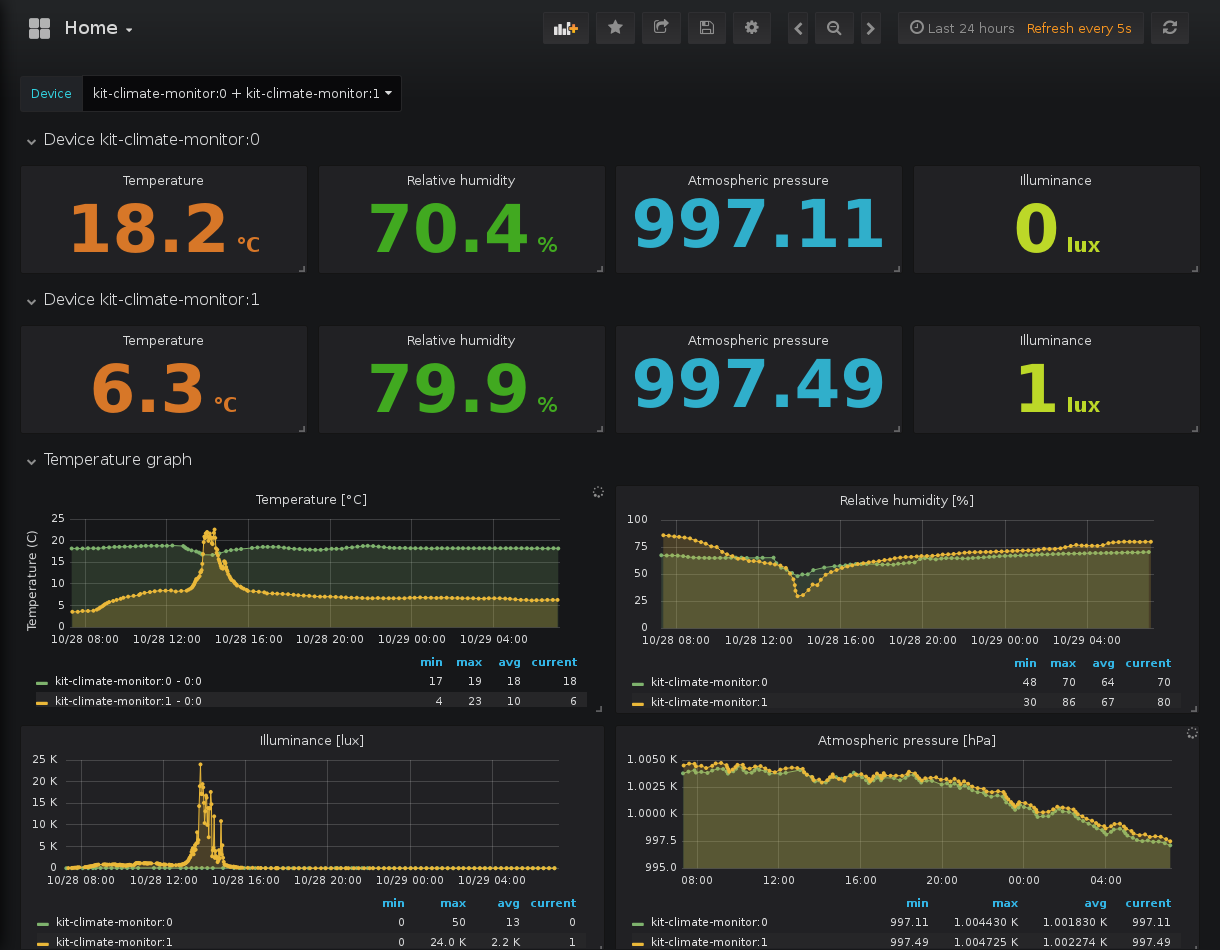 Home
Last 24 hours Refresh every 5s
Device kit-climate-monitor:0 + kit-climate-monitor:1
Device kit-climate-monitor:0
Temperature Relative humidity Atmospheric pressure Illuminance
18.2 °C 70.4 % 997.11 0 lux
Device kit-climate-monitor:1
Temperature Relative humidity Atmospheric pressure Illuminance
6.3 °C 79.9 % 997.49 1 lux
Temperature graph
Temperature [°C]
Temperature (C)
25
20
15
10
5
0
10/28 08:00 10/28 12:00 10/28 16:00 10/28 20:00 10/29 00:00 10/29 04:00
min max avg current
kit-climate-monitor:0 - 0:0 17 19 18 18
kit-climate-monitor:1 - 0:0 4 23 10 6
Relative humidity [%]
100
75
50
25
0
10/28 08:00 10/28 12:00 10/28 16:00 10/28 20:00 10/29 00:00 10/29 04:00
min max avg current
kit-climate-monitor:0 48 70 64 70
kit-climate-monitor:1 30 86 67 80
Illuminance [lux]
25 K
20 K
15 K
10 K
5 K
0
10/28 08:00 10/28 12:00 10/28 16:00 10/28 20:00 10/29 00:00 10/29 04:00
min max avg current
kit-climate-monitor:0 0 50 13 0
kit-climate-monitor:1 0 24.0 K 2.2 K 1
Atmospheric pressure [hPa]
1.0050 K
1.0025 K
1.0000 K
997.5
995.0
08:00 12:00 16:00 20:00 00:00 04:00
min max avg current
kit-climate-monitor:0 997.11 1.004430 K 1.001830 K 997.11
kit-climate-monitor:1 997.49 1.004725 K 1.002274 K 997.49